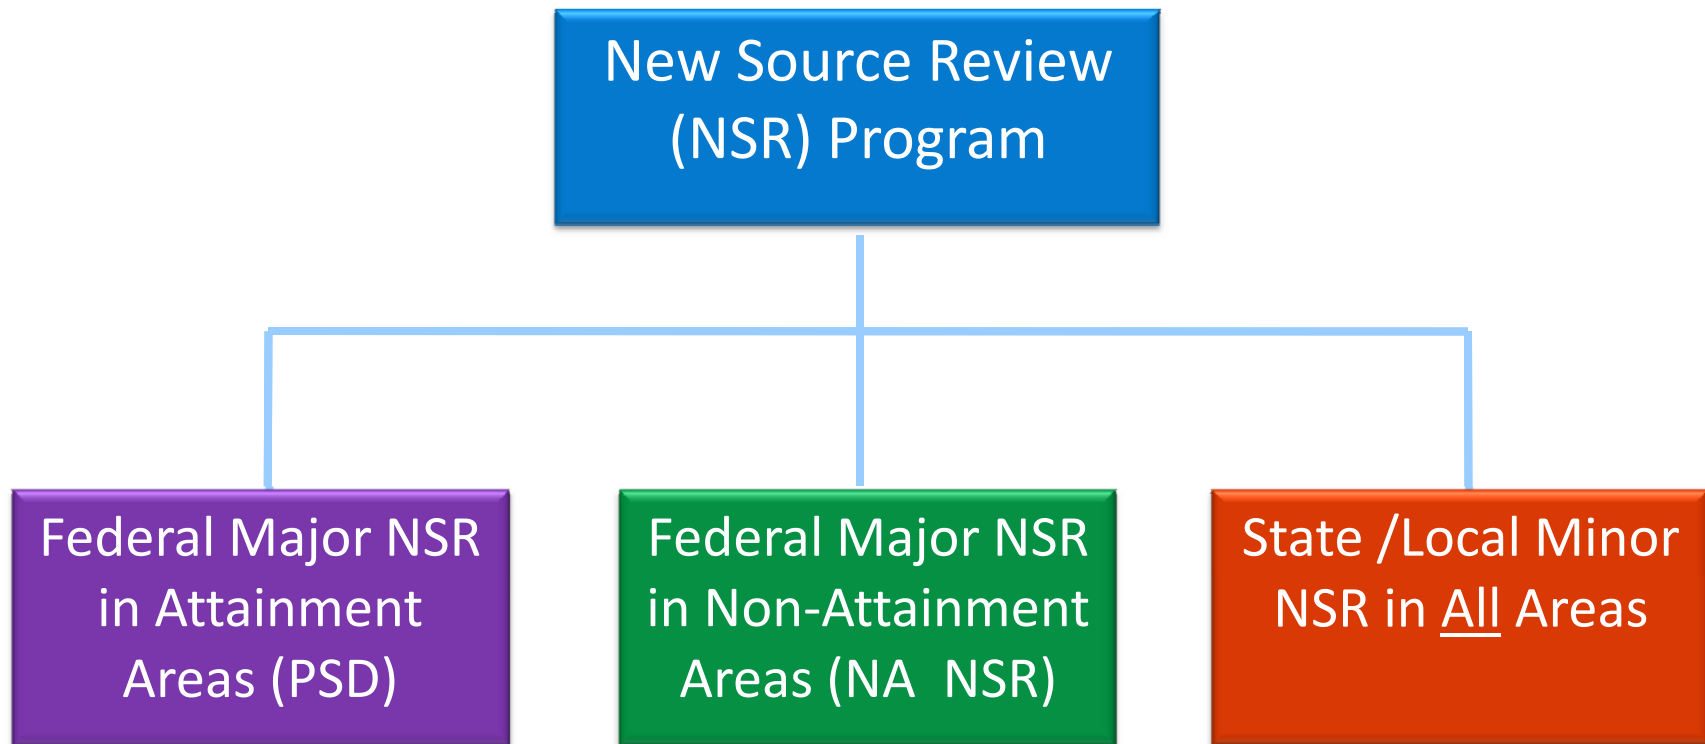 New Source Review
(NSR) Program
Federal Major NSR
in Attainment
Areas (PSD)
Federal Major NSR
in Non-Attainment
Areas (NA  NSR)
State /Local Minor
NSR in All Areas